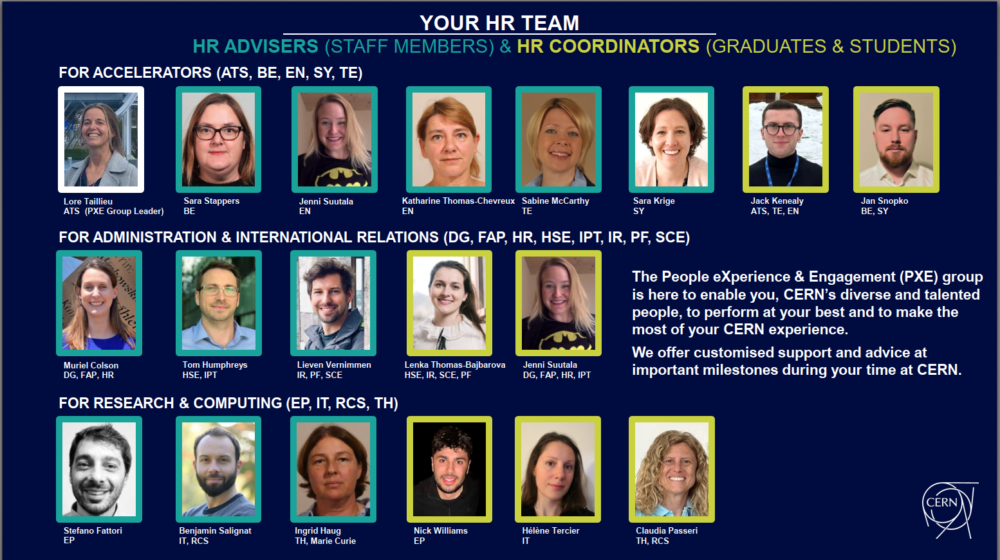 YOUR HR TEAM
HR ADVISERS (STAFF MEMBERS) & HR COORDINATORS (GRADUATES & STUDENTS)
FOR ACCELERATORS (ATS, BE, EN, SY, TE)
Lore Taillieu
ATS (PXE Group Leader)
Sara Stappers
BE
Jenni Suutala
EN
Katharine Thomas-Chevreux
EN
Sabine McCarthy
TE
Sara Krige
SY
Jack Kenealy
ATS, TE, EN
Jan Snopko
BE, SY
FOR ADMINISTRATION & INTERNATIONAL RELATIONS (DG, FAP, HR, HSE, IPT, IR, PF, SCE)
Muriel Colson
DG, FAP, HR
Tom Humphreys
HSE, IPT
Lieven Vernimmen
IR, PF, SCE
Lenka Thomas-Bajbarova
HSE, IR, SCE, PF
Jenni Suutala
DG, FAP, HR, IPT
The People eXperience & Engagement (PXE) group
is here to enable you, CERN’s diverse and talented
people, to perform at your best and to make the
most of your CERN experience.
We offer customised support and advice at
important milestones during your time at CERN.
FOR RESEARCH & COMPUTING (EP, IT, RCS, TH)
Stefano Fattori
EP
Benjamin Salignat
IT, RCS
Ingrid Haug
TH, Marie Curie
Nick Williams
EP
Hélène Tercier
IT
Claudia Passeri
TH, RCS
CERN